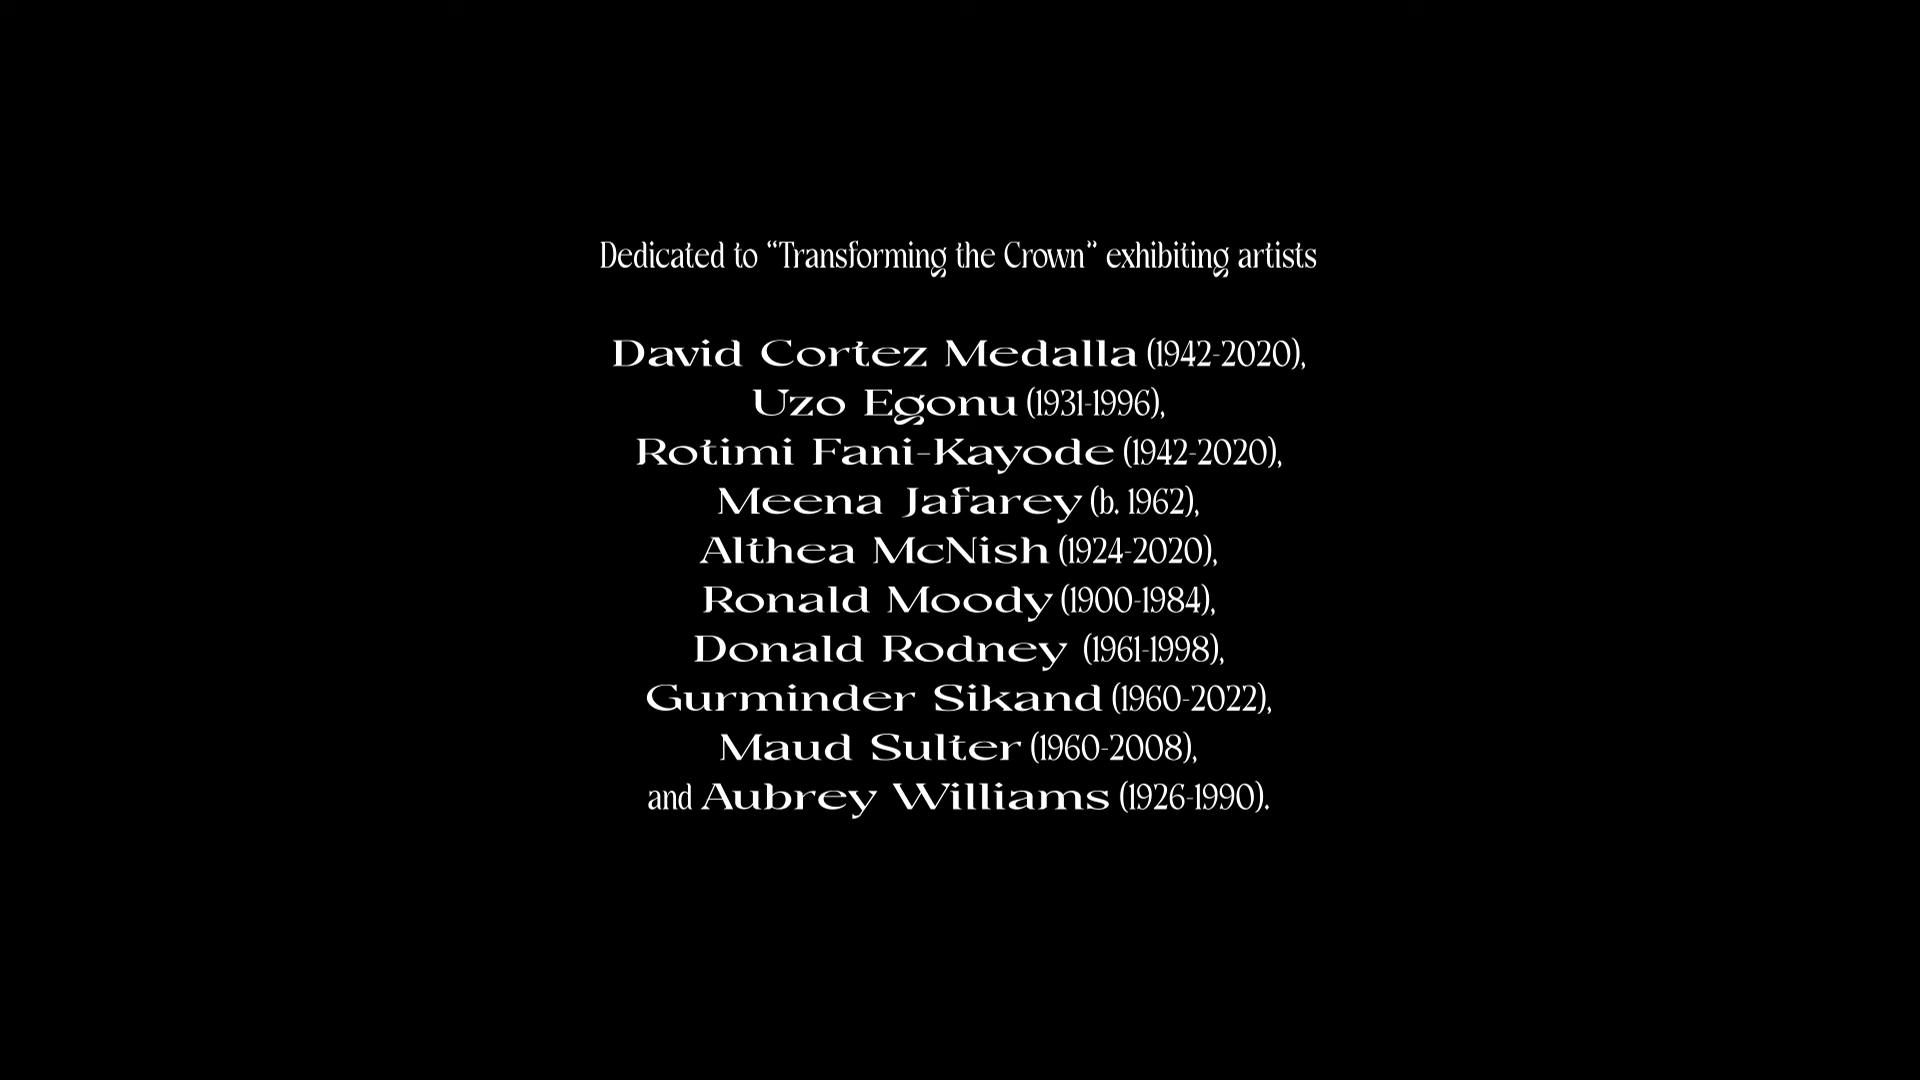 Dedicated to “Transforming the Crown” exhibiting artists
David Cortez Medalla (1942-2020),
Uzo Egonu (1931-1996),
Rotimi Fani-Kayode (1942-2020),
Meena Jafarey (b. 1962),
Althea McNish (1924-2020),
Ronald Moody (1900-1984),
Donald Rodney (1961-1998),
Gurminder Sikand (1960-2022),
Maud Sulter (1960-2008),
and Aubrey Williams (1926-1990).